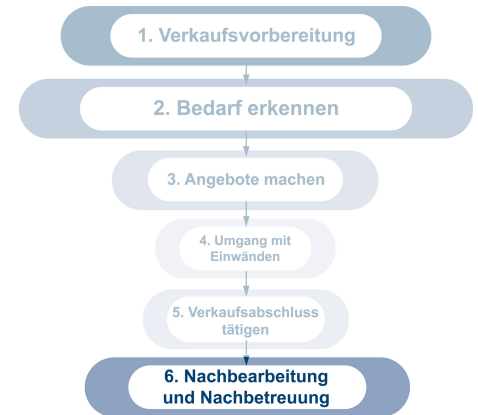 1. Verkaufsvorbereitung
2. Bedarf erkennen
3. Angebote machen
4. Umgang mit
Einwänden
5. Verkaufsabschluss
tätigen
6. Nachbearbeitung
und Nachbetreuung